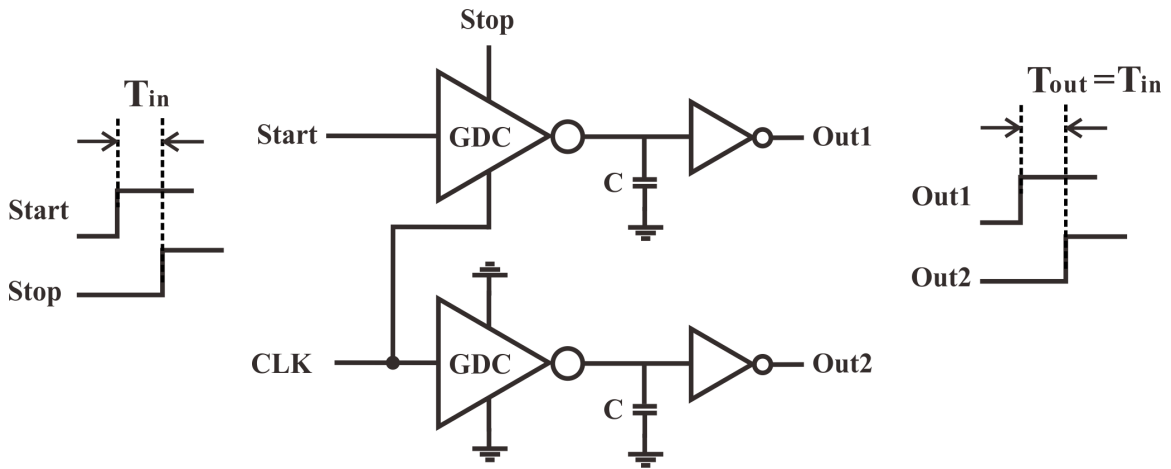 Stop
Tin
Tout=Tin
Start
GDC
Out1
C
Start
Out1
Stop
Out2
CLK
GDC
Out2
C